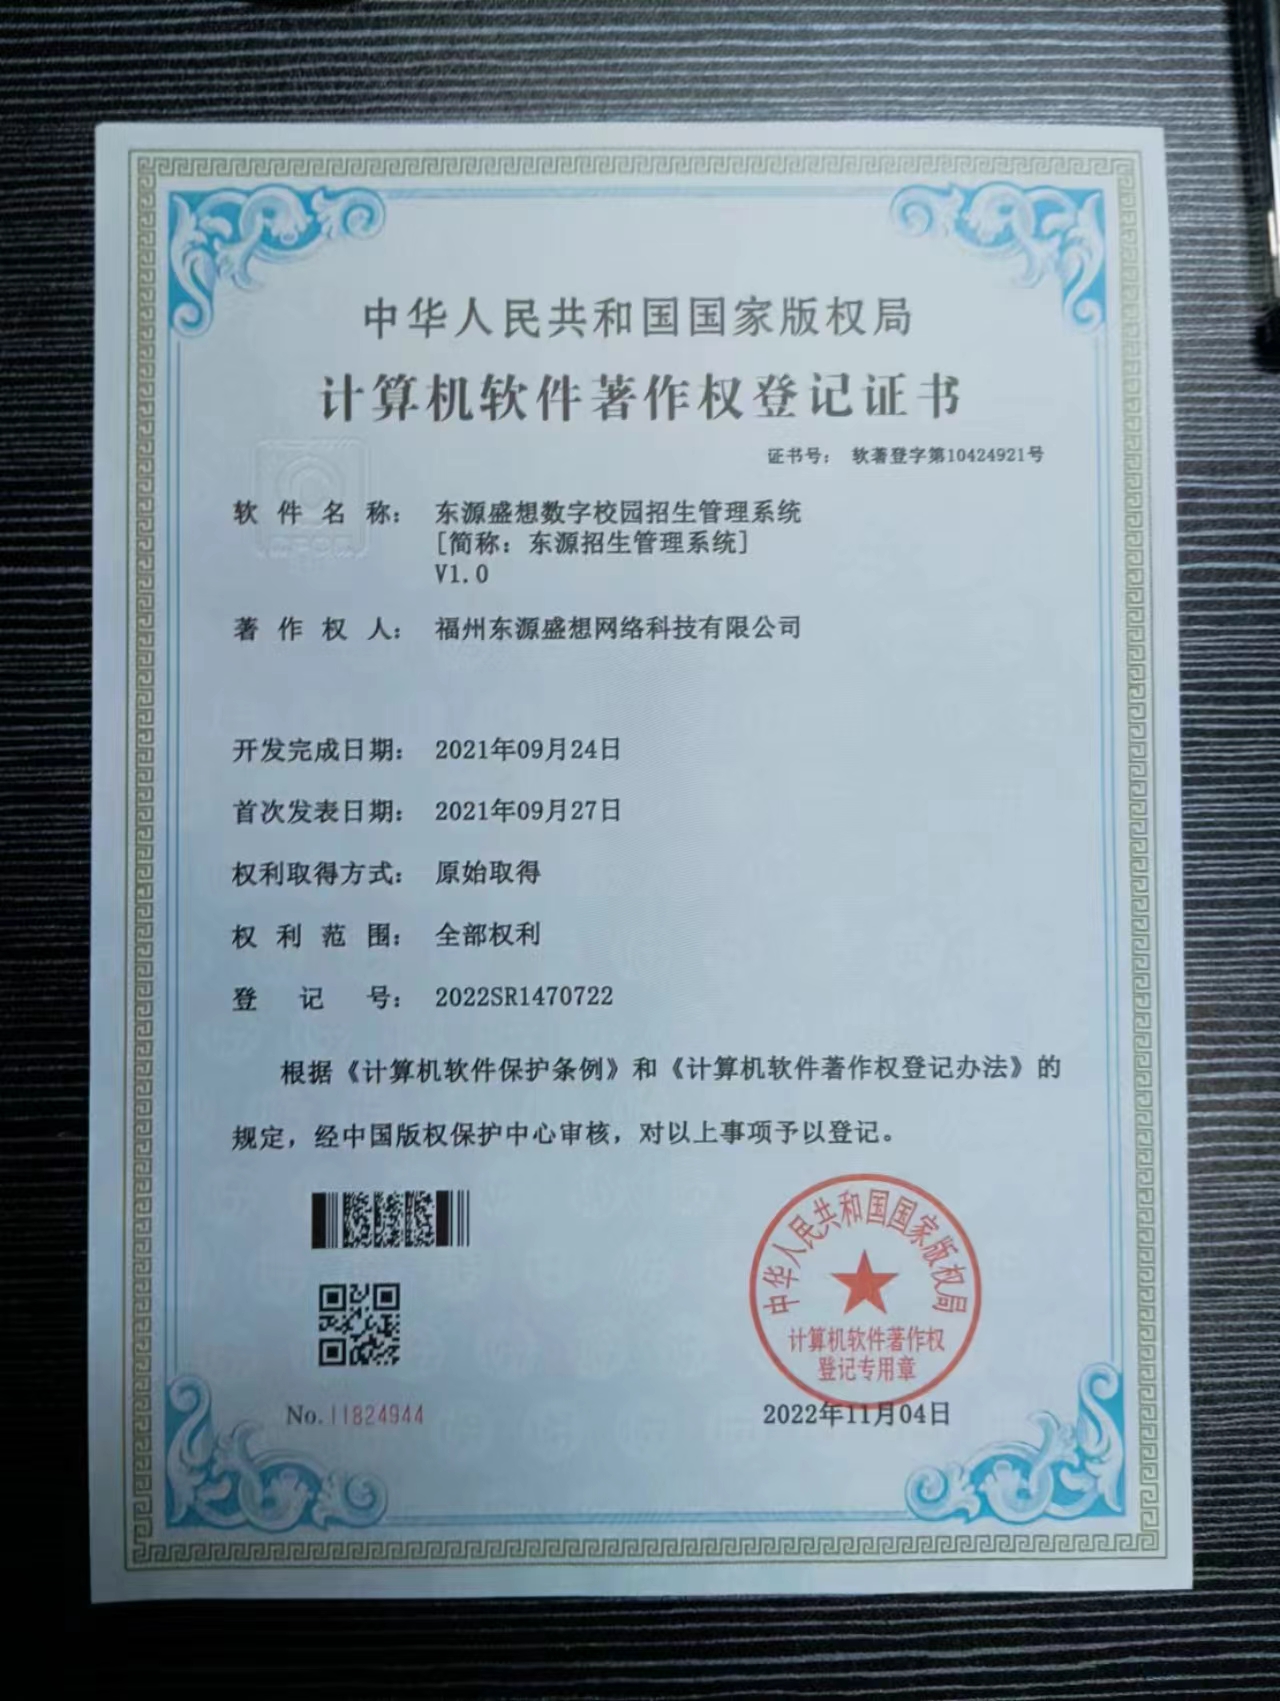 中华人民共和国国家版权局
计算机软件著作权登记证书
证书号： 软著登字第10424921号
软件名称： 东源盛想数字校园招生管理系统
[简称：东源招生管理系统]
V1.0
著作权人： 福州东源盛想网络科技有限公司
开发完成日期： 2021年09月24日
首次发表日期： 2021年09月27日
权利取得方式： 原始取得
权利范围： 全部权利
登记号： 2022SR1470722
根据《计算机软件保护条例》和《计算机软件著作权登记办法》的
规定，经中国版权保护中心审核，对以上事项予以登记。
中华人民共和国国家版权局
计算机软件著作权
登记专用章
No. 11824944
2022年11月04日